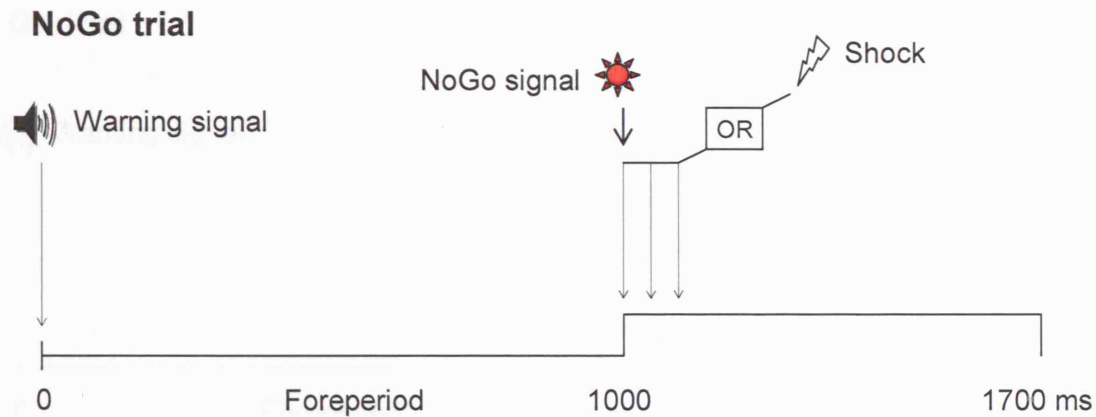 NoGo trial
Shock
NoGo signal
Warning signal
OR
0 Foreperiod 1000 1700 ms